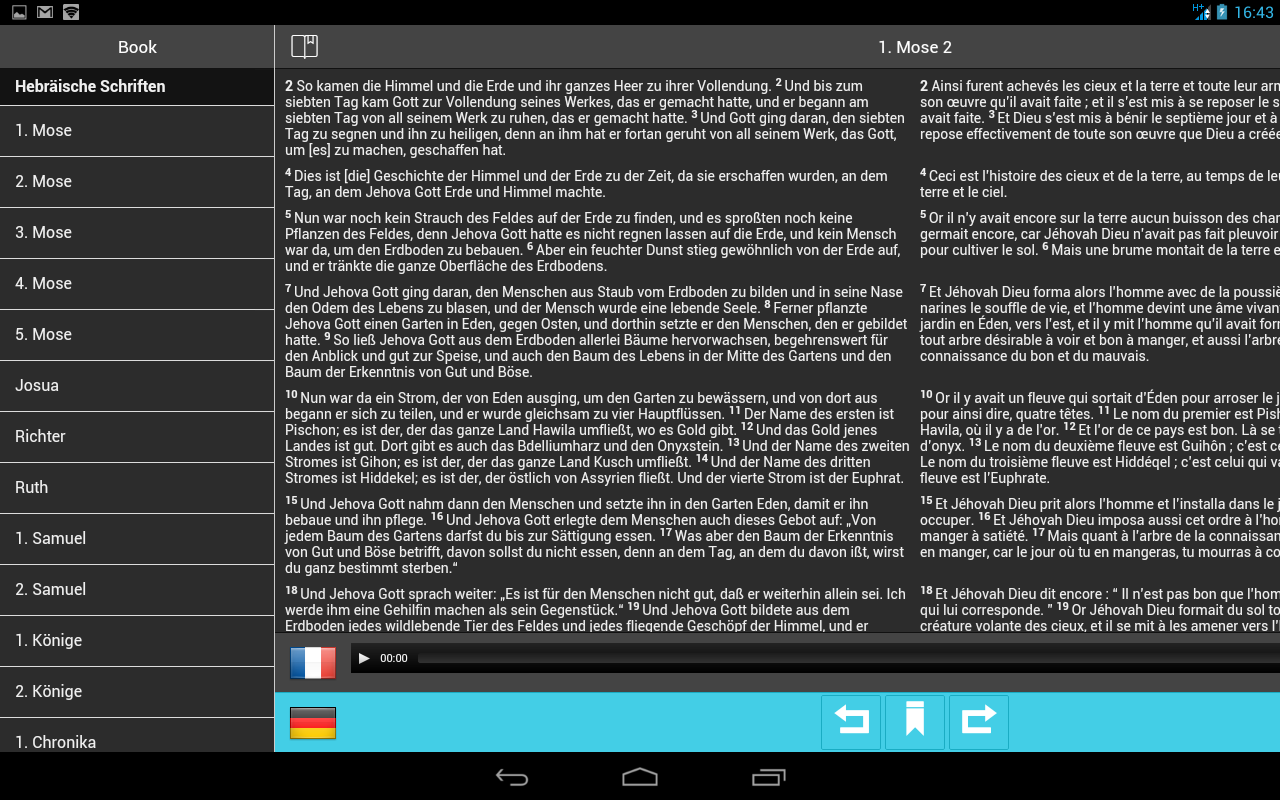 H+ 16:43
Book
1. Mose 2
Hebräische Schriften
1. Mose
2. Mose
3. Mose
4. Mose
5. Mose
Josua
Richter
Ruth
1. Samuel
2. Samuel
1. Könige
2. Könige
1. Chronika
2 So kamen die Himmel und die Erde und ihr ganzes Heer zu ihrer Vollendung. 2 Und bis zum
siebten Tag kam Gott zur Vollendung seines Werkes, das er gemacht hatte, und er begann am
siebten Tag von all seinem Werk zu ruhen, das er gemacht hatte. 3 Und Gott ging daran, den siebten
Tag zu segnen und ihn zu heiligen, denn an ihm hat er fortan geruht von all seinem Werk, das Gott,
um [es] zu machen, geschaffen hat.
4 Dies ist [die] Geschichte der Himmel und der Erde zu der Zeit, da sie erschaffen wurden, an dem
Tag, an dem Jehova Gott Erde und Himmel machte.
5 Nun war noch kein Strauch des Feldes auf der Erde zu finden, und es sproßten noch keine
Pflanzen des Feldes, denn Jehova Gott hatte es nicht regnen lassen auf die Erde, und kein Mensch
war da, um den Erdboden zu bebauen. 6 Aber ein feuchter Dunst stieg gewöhnlich von der Erde auf,
und er tränkte die ganze Oberfläche des Erdbodens.
7 Und Jehova Gott ging daran, den Menschen aus Staub vom Erdboden zu bilden und in seine Nase
den Odem des Lebens zu blasen, und der Mensch wurde eine lebende Seele. 8 Ferner pflanzte
Jehova Gott einen Garten in Eden, gegen Osten, und dorthin setzte er den Menschen, den er gebildet
hatte. 9 So ließ Jehova Gott aus dem Erdboden allerlei Bäume hervorwachsen, begehrenswert für
den Anblick und gut zur Speise, und auch den Baum des Lebens in der Mitte des Gartens und den
Baum der Erkenntnis von Gut und Böse.
10 Nun war da ein Strom, der von Eden ausging, um den Garten zu bewässern, und von dort aus
begann er sich zu teilen, und er wurde gleichsam zu vier Hauptflüssen. 11 Der Name des ersten ist
Pischon; es ist der, der das ganze Land Hawila umfließt, wo es Gold gibt. 12 Und das Gold jenes
Landes ist gut. Dort gibt es auch das Bdelliumharz und den Onyxstein. 13 Und der Name des zweiten
Stromes ist Gihon; es ist der, der das ganze Land Kusch umfließt. 14 Und der Name des dritten
Stromes ist Hiddekel; es ist der, der östlich von Assyrien fließt. Und der vierte Strom ist der Euphrat.
15 Und Jehova Gott nahm dann den Menschen und setzte ihn in den Garten Eden, damit er ihn
bebaue und ihn pflege. 16 Und Jehova Gott erlegte dem Menschen auch dieses Gebot auf: „Von
jedem Baum des Gartens darfst du bis zur Sättigung essen. 17 Was aber den Baum der Erkenntnis
von Gut und Böse betrifft, davon sollst du nicht essen, denn an dem Tag, an dem du davon ißt, wirst
du ganz bestimmt sterben.“
18 Und Jehova Gott sprach weiter: „Es ist für den Menschen nicht gut, daß er weiterhin allein sei. Ich
werde ihm eine Gehilfin machen als sein Gegenstück.“ 19 Und Jehova Gott bildete aus dem
Erdboden jedes wildlebende Tier des Feldes und jedes fliegende Geschöpf der Himmel, und er
2 Ainsi furent achevés les cieux et la terre et toute leur
son œuvre qu’il avait faite ; et il s’est mis à se reposer le
avait faite. 3 Et Dieu s’est mis à bénir le septième jour et à
repose effectivement de toute son œuvre que Dieu a créée
4 Ceci est l’histoire des cieux et de la terre, au temps de
terre et le ciel.
5 Or il n’y avait encore sur la terre aucun buisson des
germait encore, car Jéhovah Dieu n’avait pas fait pleuvoir
pour cultiver le sol. 6 Mais une brume montait de la terre
7 Et Jéhovah Dieu forma alors l’homme avec de la
narines le souffle de vie, et l’homme devint une âme
jardin en Éden, vers l’est, et il y mit l’homme qu’il avait
tout arbre désirable à voir et bon à manger, et aussi
connaissance du bon et du mauvais.
10 Or il y avait un fleuve qui sortait d’Éden pour arroser le
pour ainsi dire, quatre têtes. 11 Le nom du premier est
Havila, où il y a de l’or. 12 Et l’or de ce pays est bon. Là se
d’onyx. 13 Le nom du deuxième fleuve est Guihôn ; c’est
Le nom du troisième fleuve est Hiddéqel ; c’est celui qui
fleuve est l’Euphrate.
15 Et Jéhovah Dieu prit alors l’homme et l’installa dans le
occuper. 16 Et Jéhovah Dieu imposa aussi cet ordre à
manger à satiété. 17 Mais quant à l’arbre de la
en manger, car le jour où tu en mangeras, tu mourras à
18 Et Jéhovah Dieu dit encore : “ Il n’est pas bon que
qui lui corresponde. ” 19 Or Jéhovah Dieu formait du sol
créature volante des cieux, et il se mit à les amener vers
00:00